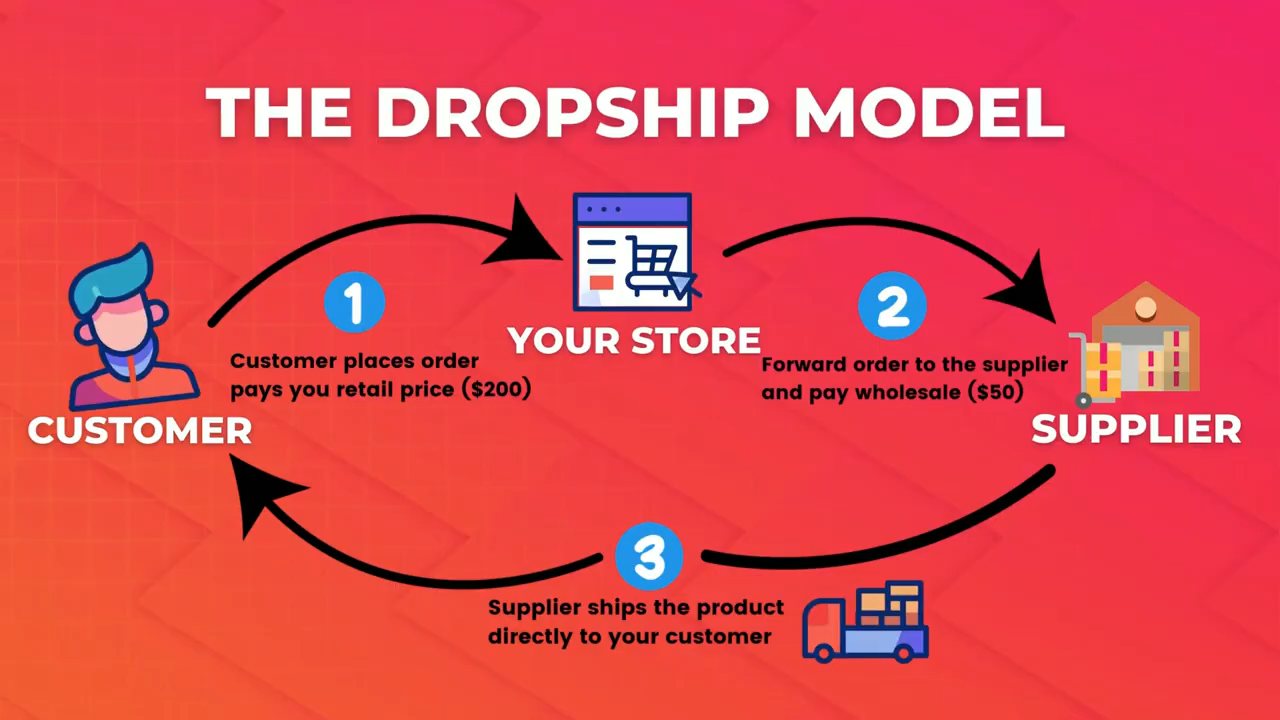 THE DROPSHIP MODEL
1
Customer places order
pays you retail price ($200)
CUSTOMER
YOUR STORE
2
Forward order to the supplier
and pay wholesale ($50)
SUPPLIER
3
Supplier ships the product
directly to your customer